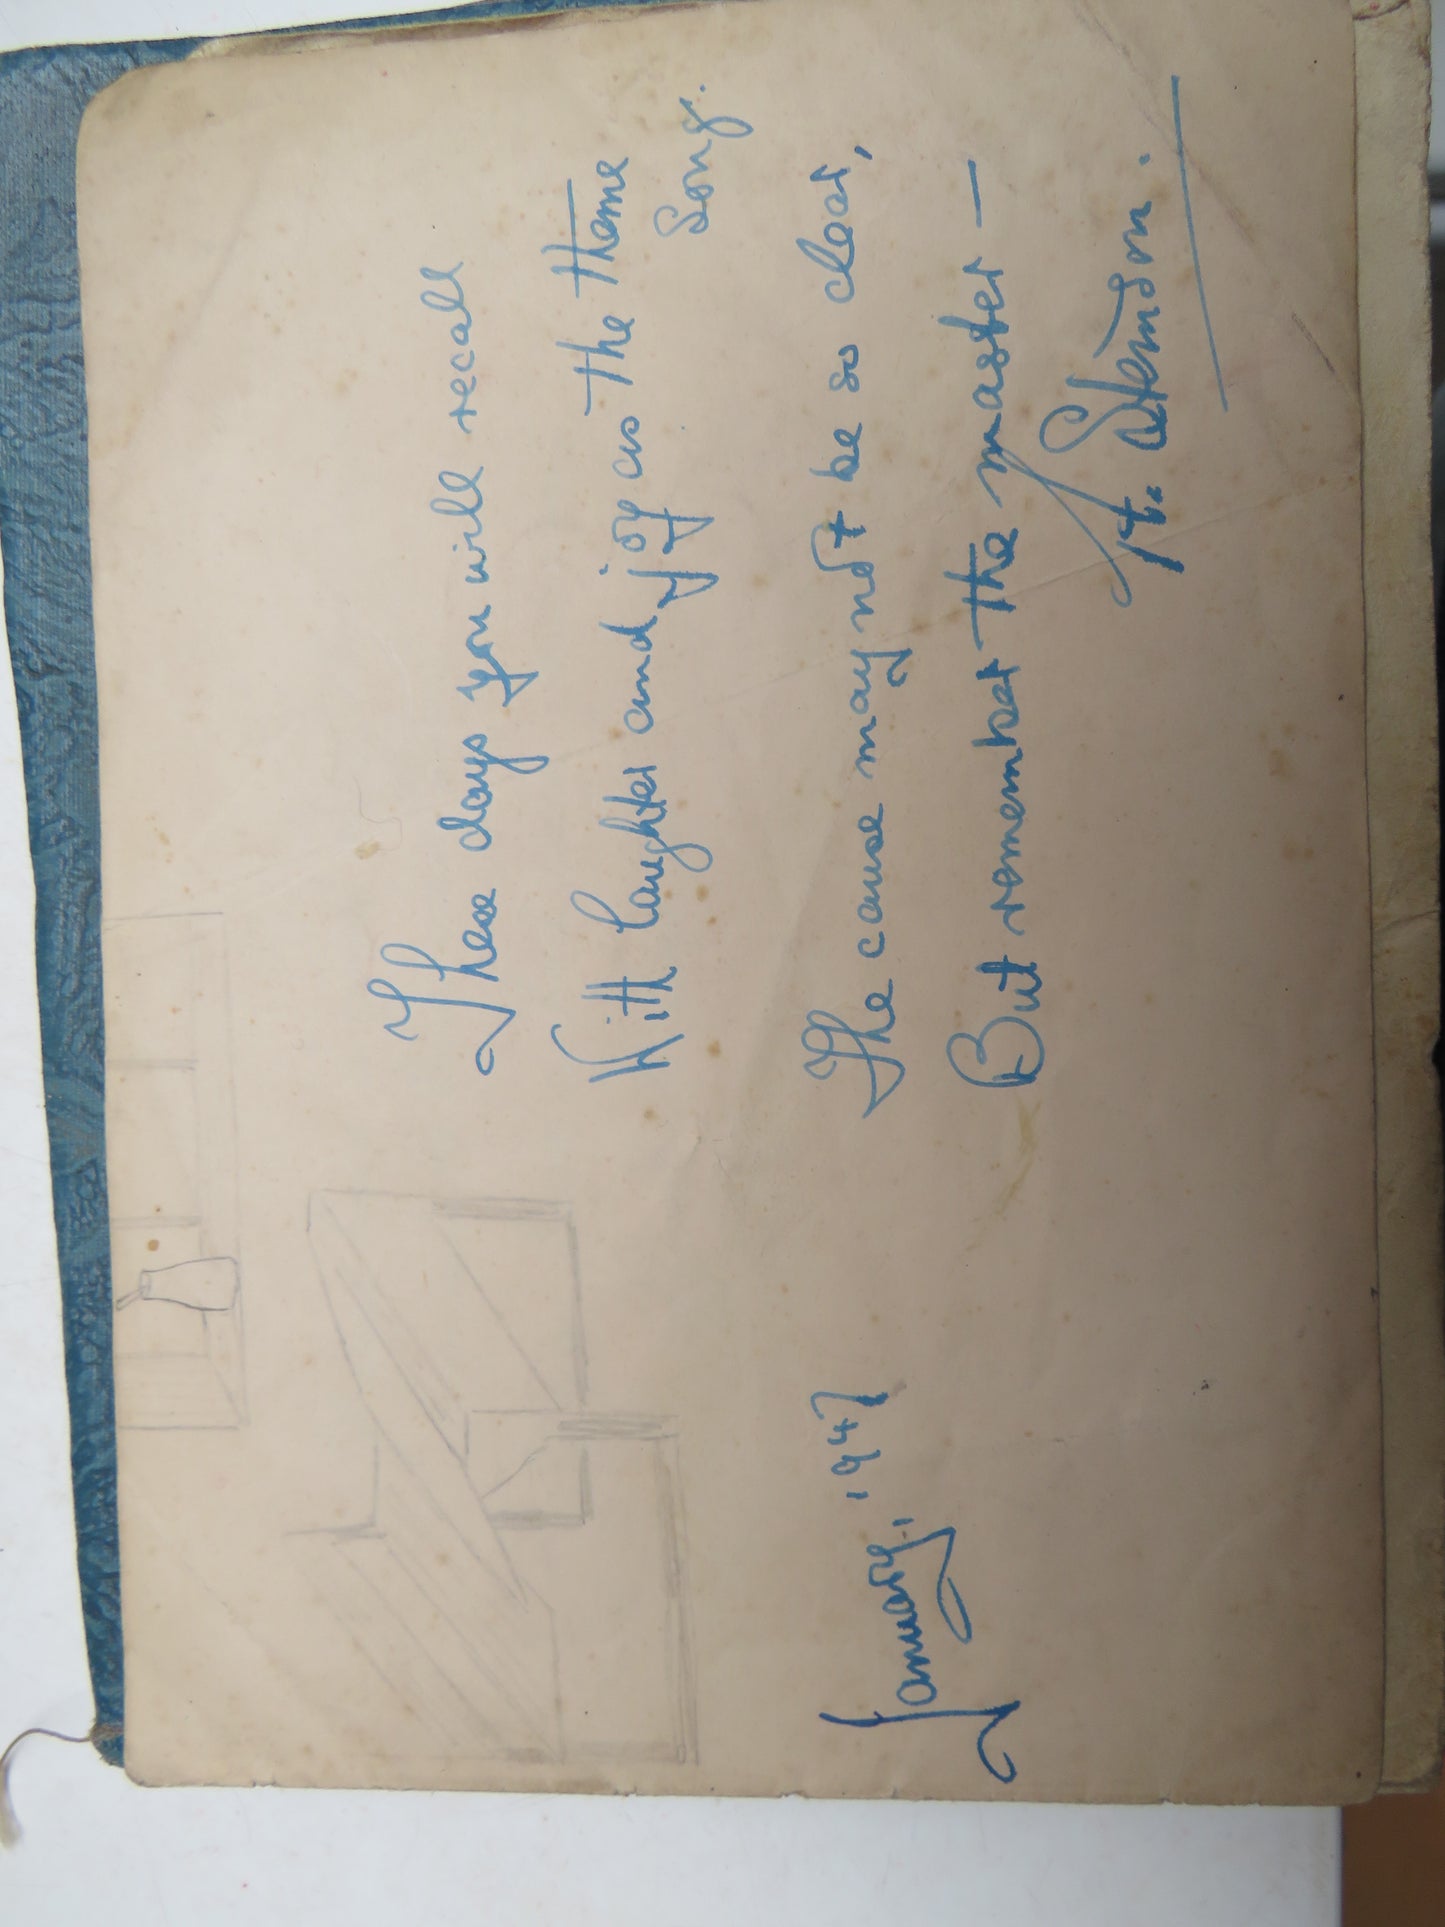 These days you will recall
With laughter and joy as the theme
song.
The cause may not be so clear,
But remember the master —
January, 1947